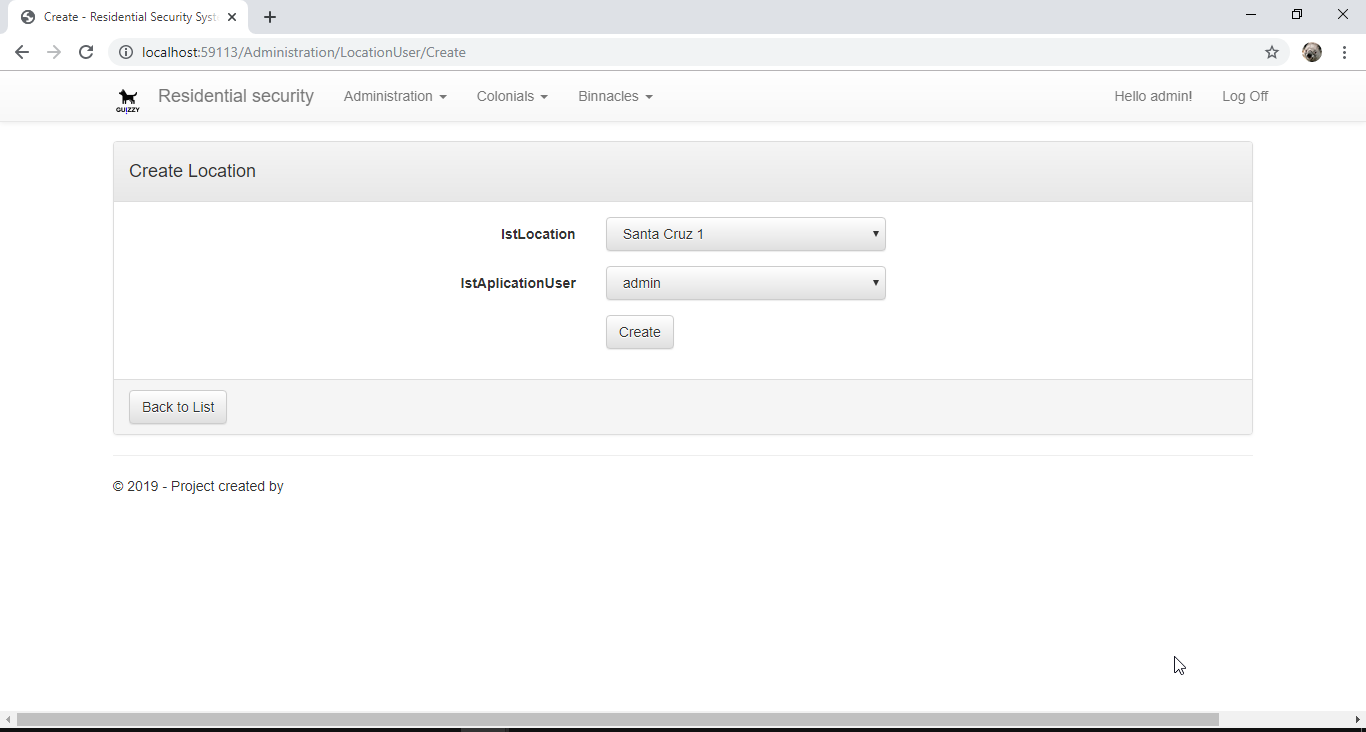 Create - Residential Security Syst
localhost:59113/Administration/LocationUser/Create
GUIZZY
Residential security
Administration
Colonials
Binnacles
Hello admin!
Log Off
Create Location
lstLocation
Santa Cruz 1
lstAplicationUser
admin
Create
Back to List
© 2019 - Project created by